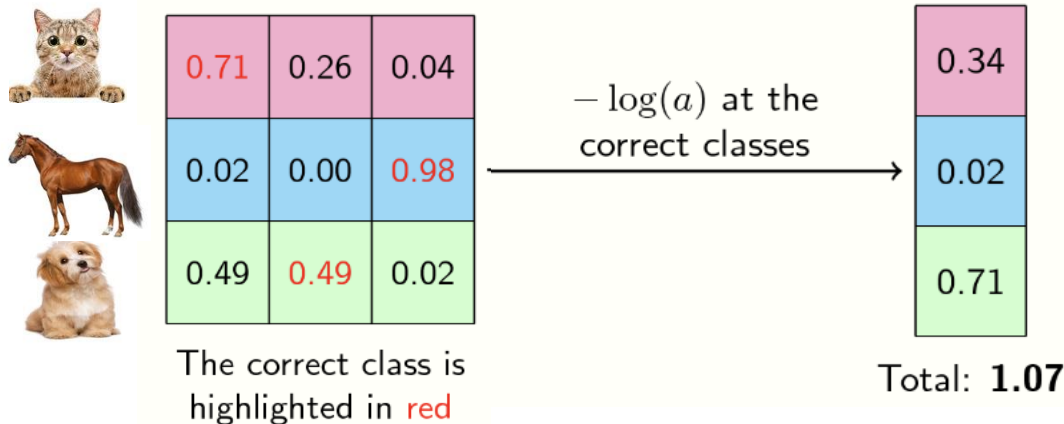 0.71 0.26 0.04
0.02 0.00 0.98
0.49 0.49 0.02
The correct class is
highlighted in red
− log(a) at the
correct classes
0.34
0.02
0.71
Total: 1.07